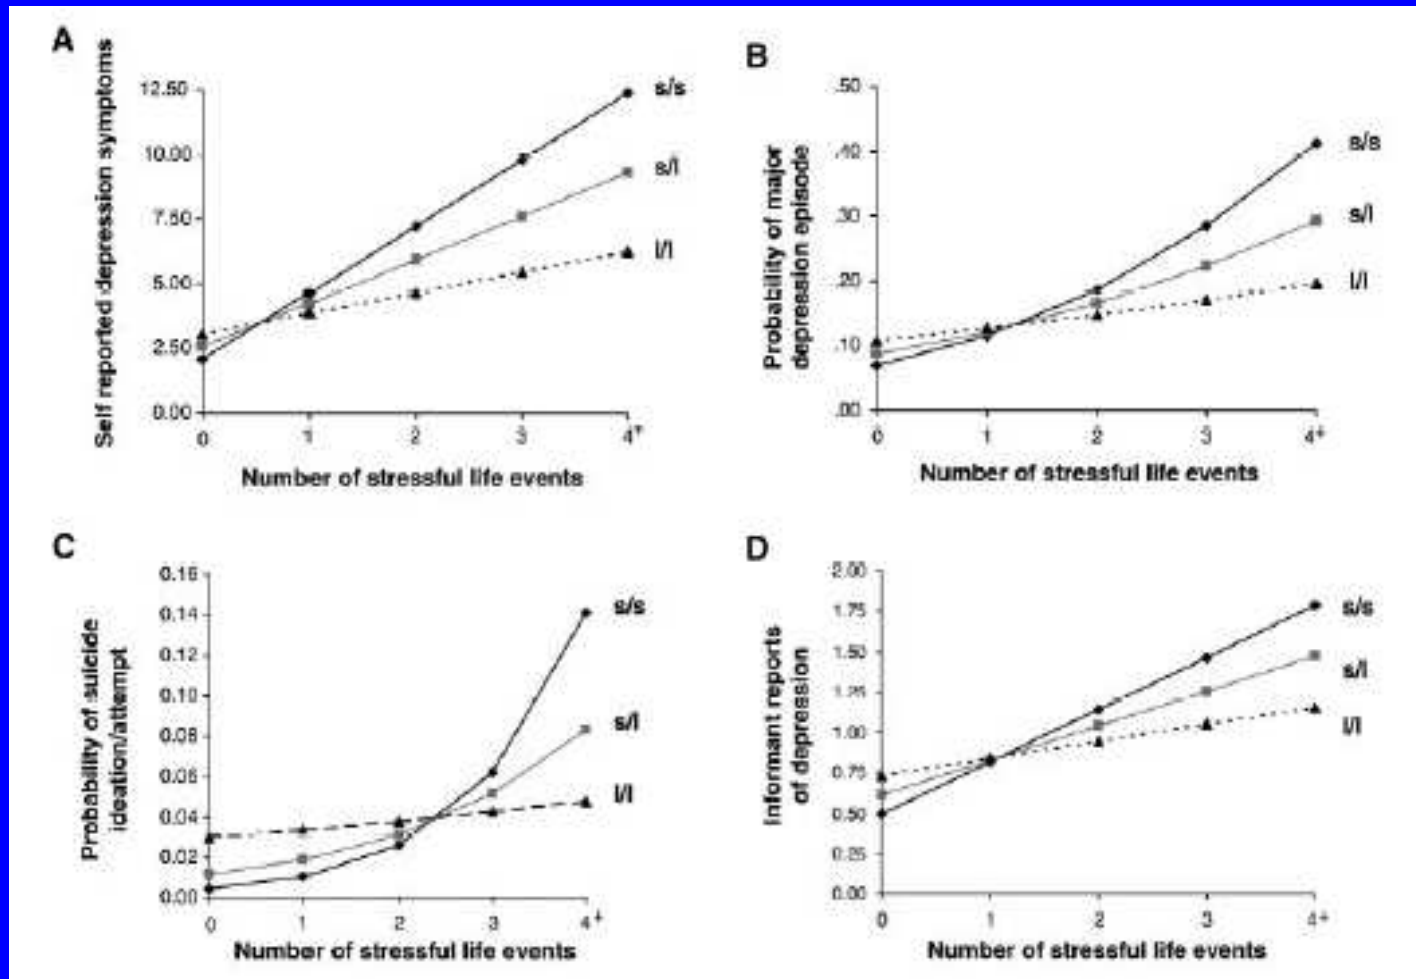 A
Self reported depression symptoms
12.50
10.00
7.50
5.00
2.50
0.00
0 1 2 3 4+
s/s
s/l
l/l
Number of stressful life events
B
Probability of major
depression episode
.50
.40
.30
.20
.10
.00
0 1 2 3 4+
s/s
s/l
l/l
Number of stressful life events
C
Probability of suicide
ideation/attempt
0.16
0.14
0.12
0.10
0.08
0.06
0.04
0.02
0.00
0 1 2 3 4+
s/s
s/l
l/l
Number of stressful life events
D
Informant reports
of depression
2.00
1.75
1.50
1.25
1.00
0.75
0.50
0.25
0.00
0 1 2 3 4+
s/s
s/l
l/l
Number of stressful life events